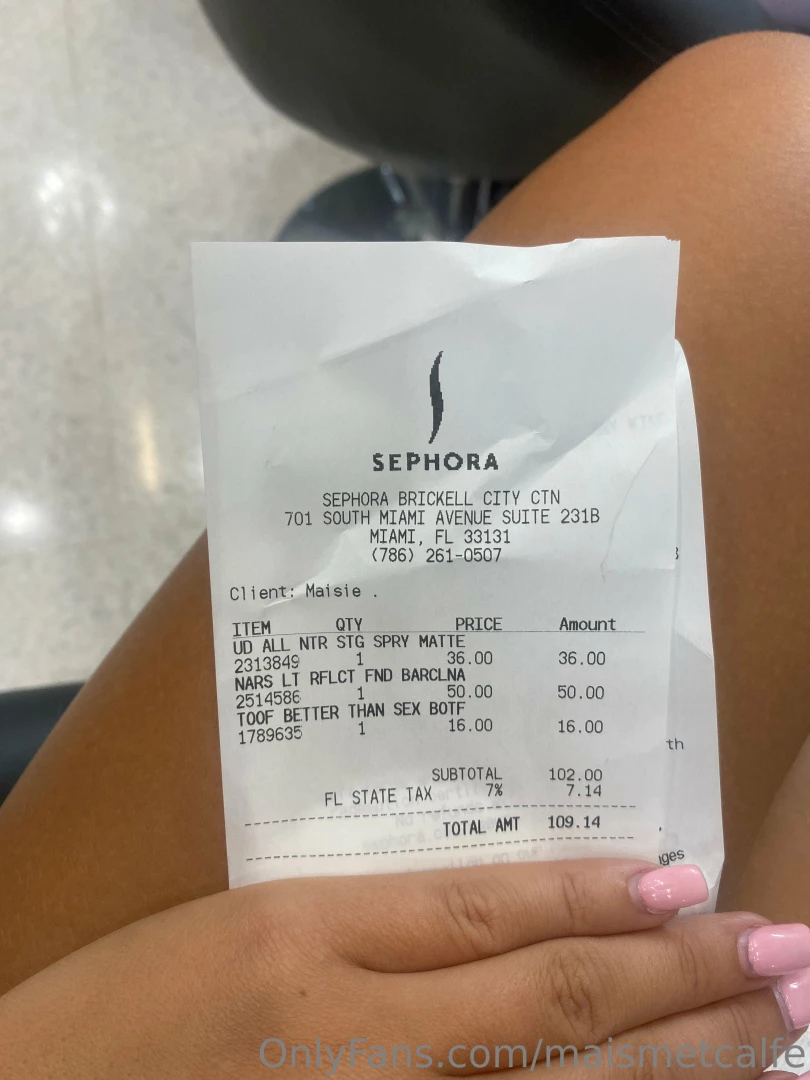 SEPHORA
SEPHORA BRICKELL CITY CTN
701 SOUTH MIAMI AVENUE SUITE 231B
MIAMI, FL 33131
(786) 261-0507
Client: Maisie .
ITEM QTY PRICE Amount
UD ALL NTR STG SPRY MATTE
2313849 1 36.00 36.00
NARS LT RFLCT FND BARCLNA
2514586 1 50.00 50.00
TOOF BETTER THAN SEX BOTF
1789635 1 16.00 16.00
th
SUBTOTAL 102.00
FL STATE TAX 7% 7.14
TOTAL AMT 109.14
ges
OnlyFans.com/maismetcalfe